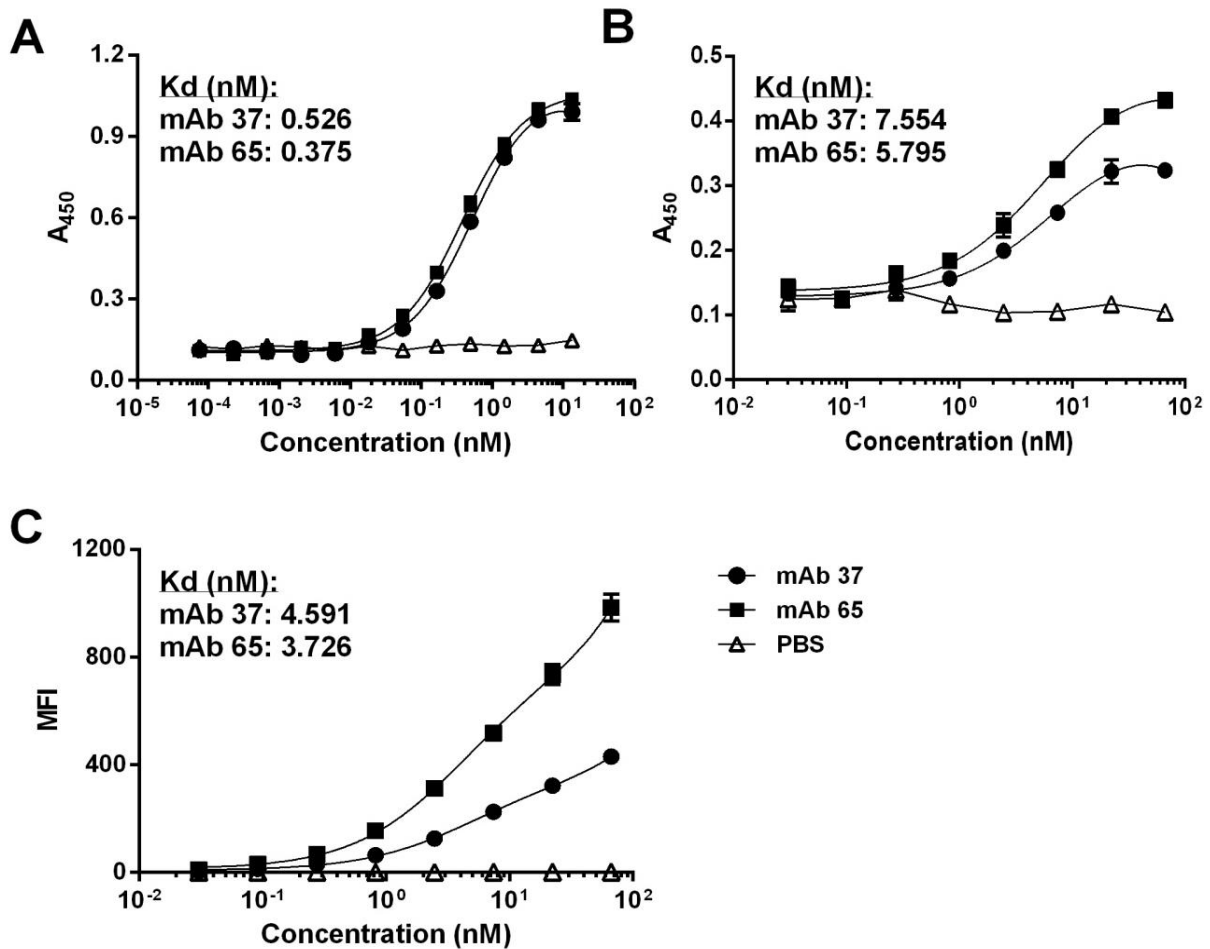 A
Kd (nM):
mAb 37: 0.526
mAb 65: 0.375
A450
1.2
0.9
0.6
0.3
0.0
10-5 10-4 10-3 10-2 10-1 100 101 102
Concentration (nM)
B
Kd (nM):
mAb 37: 7.554
mAb 65: 5.795
A450
0.5
0.4
0.3
0.2
0.1
0.0
10-2 10-1 100 101 102
Concentration (nM)
C
Kd (nM):
mAb 37: 4.591
mAb 65: 3.726
MFI
1200
800
400
0
10-2 10-1 100 101 102
Concentration (nM)
mAb 37
mAb 65
PBS